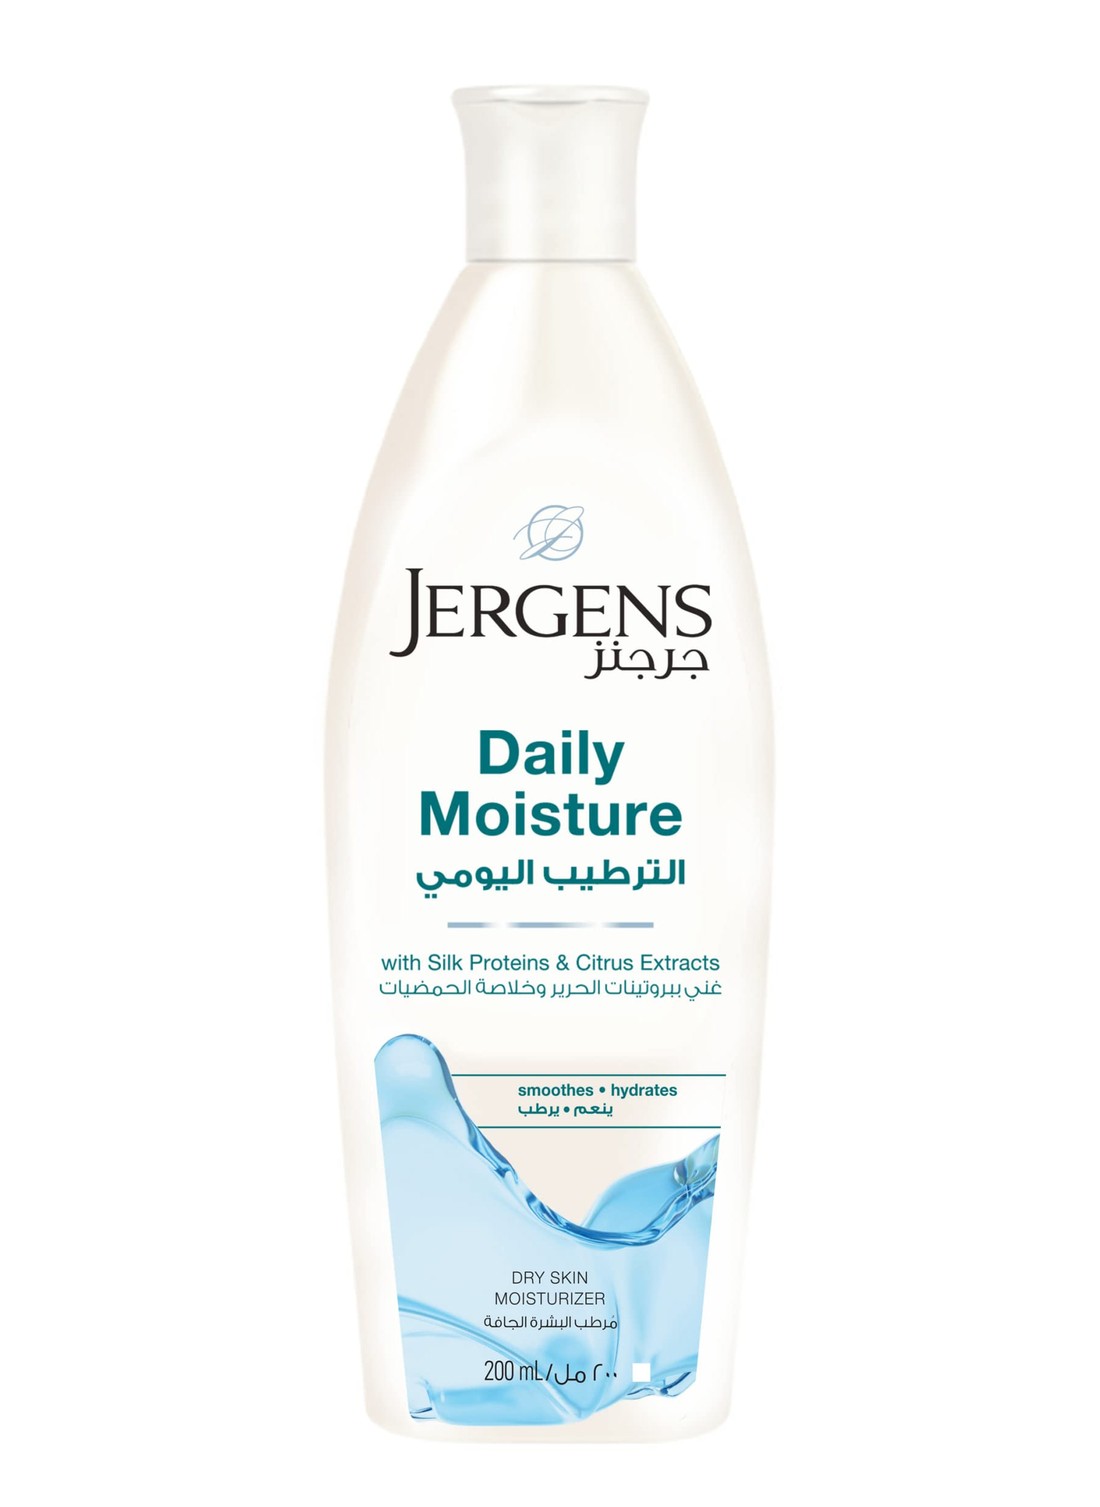 JERGENS
جرجنز
Daily
Moisture
الترطيب اليومي
with Silk Proteins & Citrus Extracts
غني ببروتينات الحرير وخلاصة الحمضيات
smoothes • hydrates
ينعم • يرطب
DRY SKIN
MOISTURIZER
مُرطب البشرة الجافة
200 mL/٢٠٠ مل